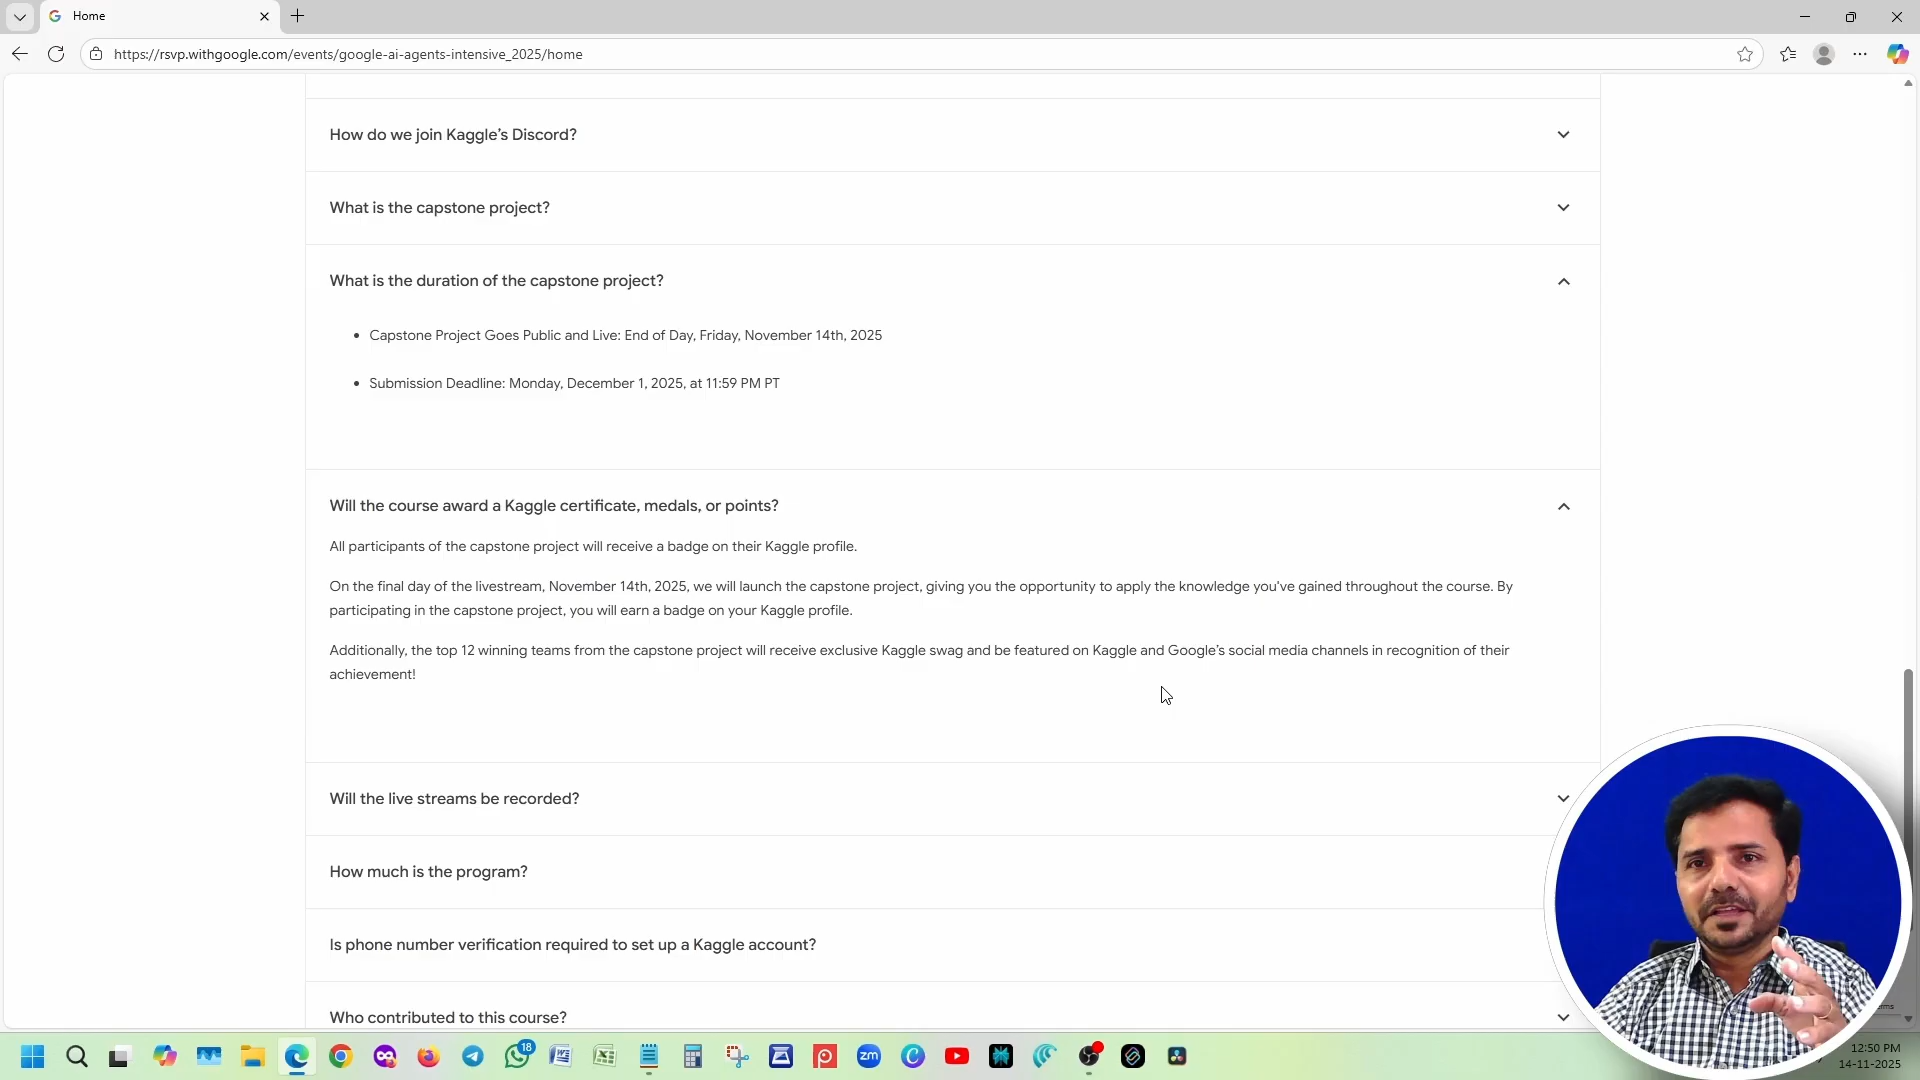 Home
https://rsvp.withgoogle.com/events/google-ai-agents-intensive_2025/home
How do we join Kaggle’s Discord?
What is the capstone project?
What is the duration of the capstone project?
• Capstone Project Goes Public and Live: End of Day, Friday, November 14th, 2025
• Submission Deadline: Monday, December 1, 2025, at 11:59 PM PT
Will the course award a Kaggle certificate, medals, or points?
All participants of the capstone project will receive a badge on their Kaggle profile.
On the final day of the livestream, November 14th, 2025, we will launch the capstone project, giving you the opportunity to apply the knowledge you've gained throughout the course. By
participating in the capstone project, you will earn a badge on your Kaggle profile.
Additionally, the top 12 winning teams from the capstone project will receive exclusive Kaggle swag and be featured on Kaggle and Google’s social media channels in recognition of their
achievement!
Will the live streams be recorded?
How much is the program?
Is phone number verification required to set up a Kaggle account?
Who contributed to this course?
18
zm
12:50 PM
14-11-2025